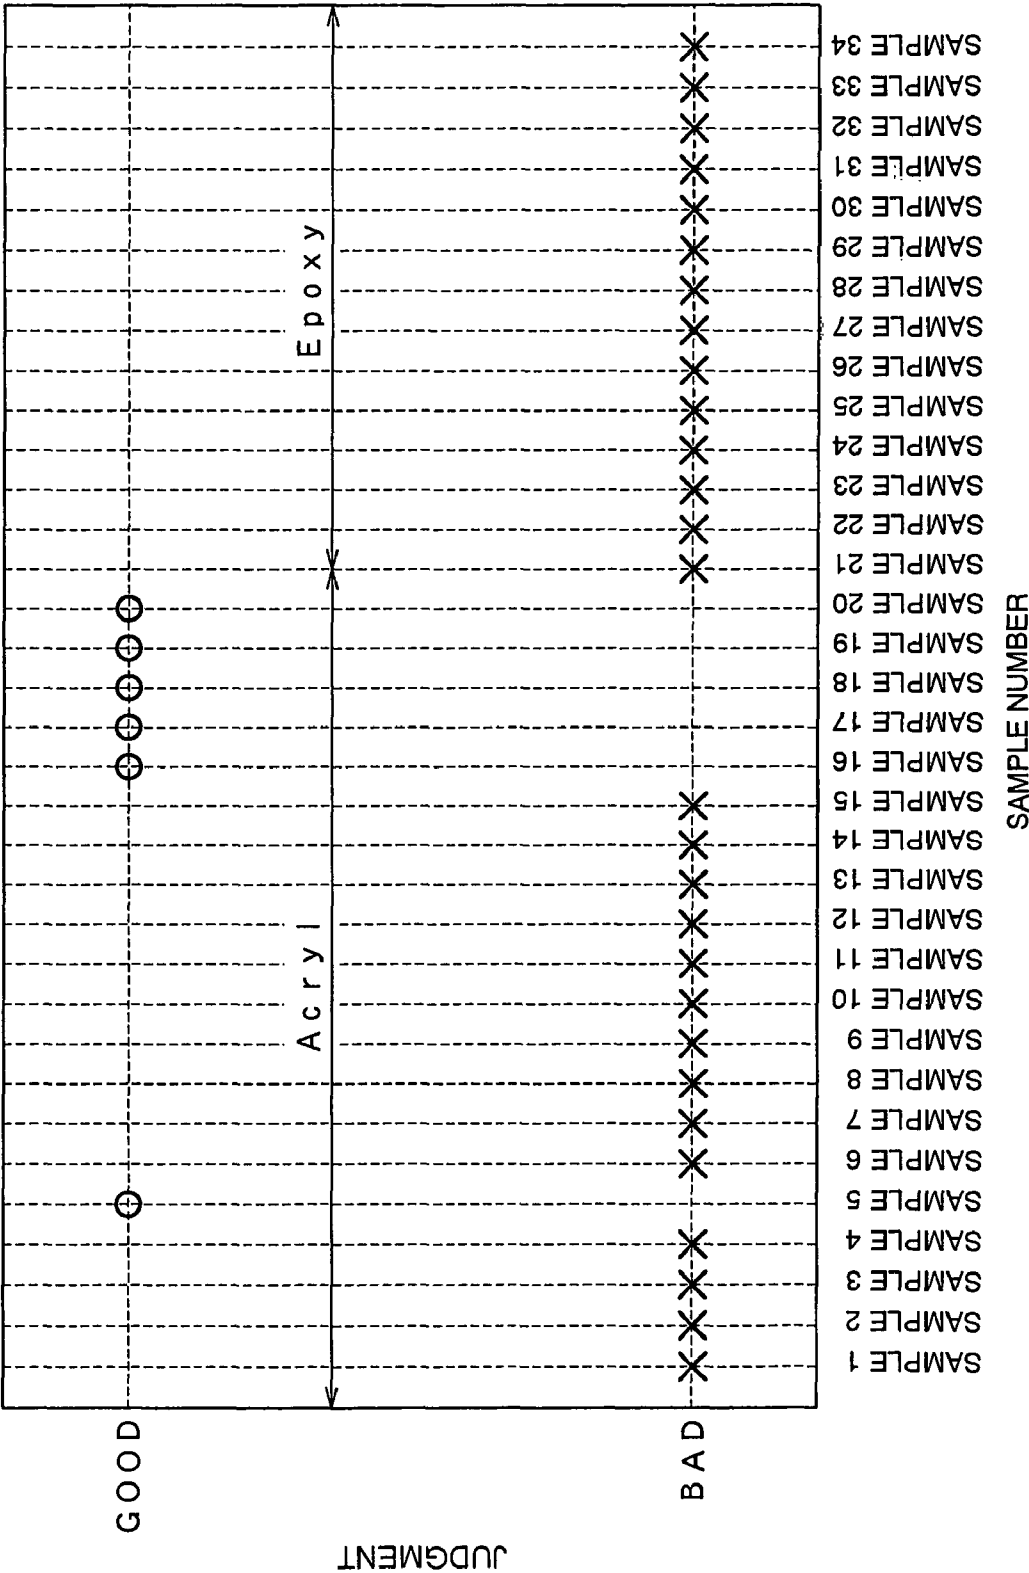 JUDGMENT
GOOD
BAD
Acryl
Epoxy
SAMPLE 1
SAMPLE 2
SAMPLE 3
SAMPLE 4
SAMPLE 5
SAMPLE 6
SAMPLE 7
SAMPLE 8
SAMPLE 9
SAMPLE 10
SAMPLE 11
SAMPLE 12
SAMPLE 13
SAMPLE 14
SAMPLE 15
SAMPLE 16
SAMPLE 17
SAMPLE 18
SAMPLE 19
SAMPLE 20
SAMPLE 21
SAMPLE 22
SAMPLE 23
SAMPLE 24
SAMPLE 25
SAMPLE 26
SAMPLE 27
SAMPLE 28
SAMPLE 29
SAMPLE 30
SAMPLE 31
SAMPLE 32
SAMPLE 33
SAMPLE 34
SAMPLE NUMBER